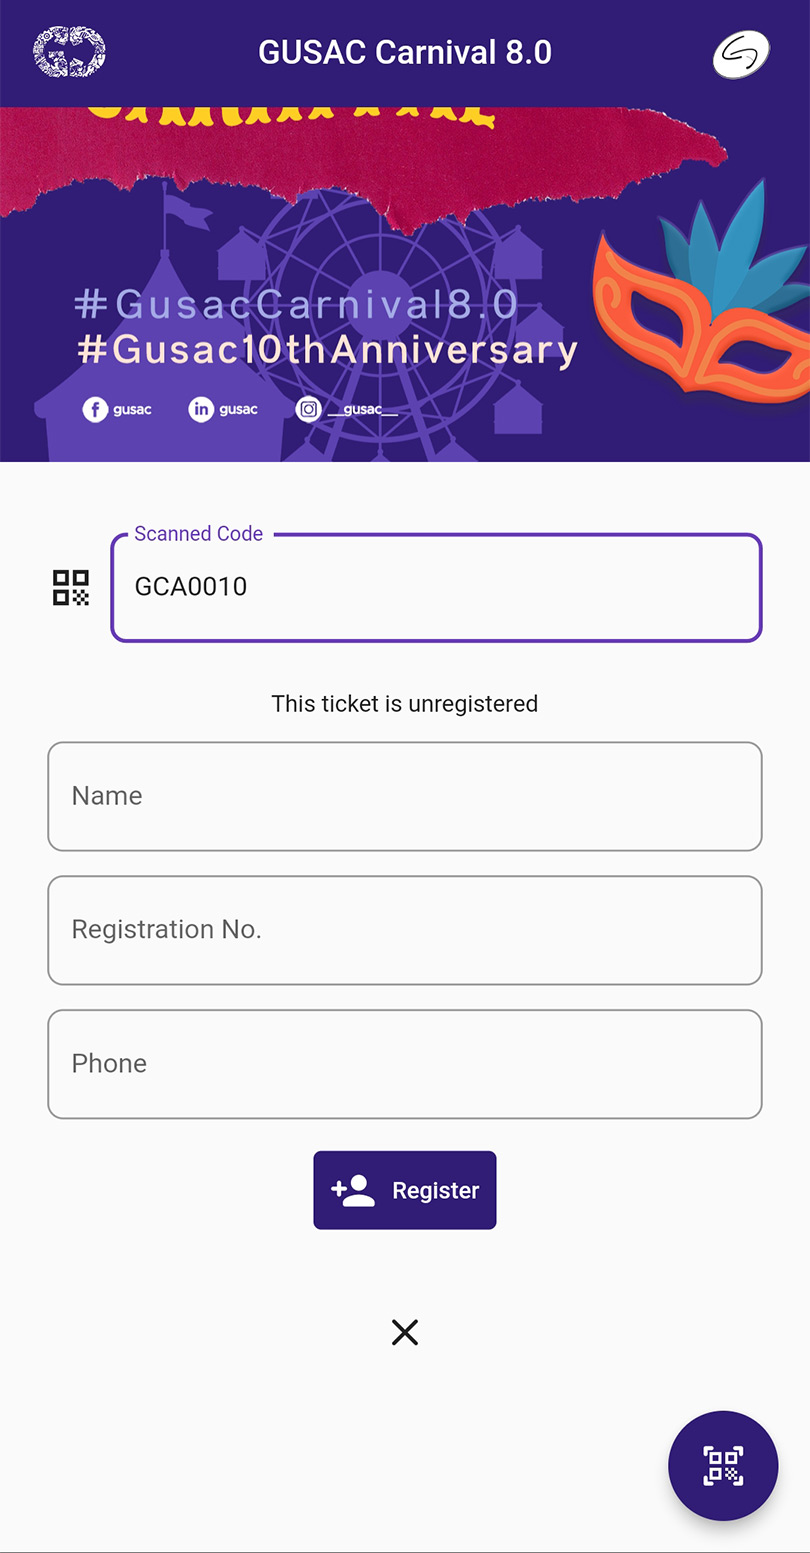 GUSAC Carnival 8.0
#GusacCarnival8.0
#Gusac10thAnniversary
gusac gusac __gusac__
Scanned Code
GCA0010
This ticket is unregistered
Name
Registration No.
Phone
Register